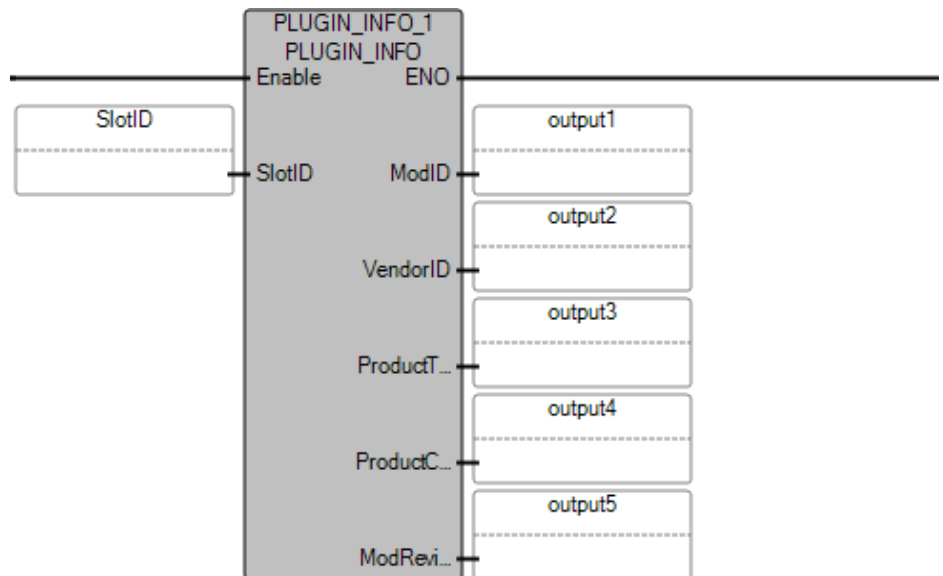 PLUGIN_INFO_1
PLUGIN_INFO
Enable ENO
SlotID output1
SlotID ModID
output2
VendorID
output3
ProductT...
output4
ProductC...
output5
ModRevi...